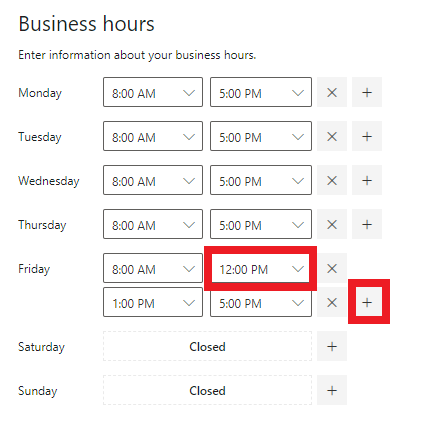 Business hours
Enter information about your business hours.
Monday 8:00 AM 5:00 PM
Tuesday 8:00 AM 5:00 PM
Wednesday 8:00 AM 5:00 PM
Thursday 8:00 AM 5:00 PM
Friday 8:00 AM 12:00 PM
1:00 PM 5:00 PM
Saturday Closed
Sunday Closed